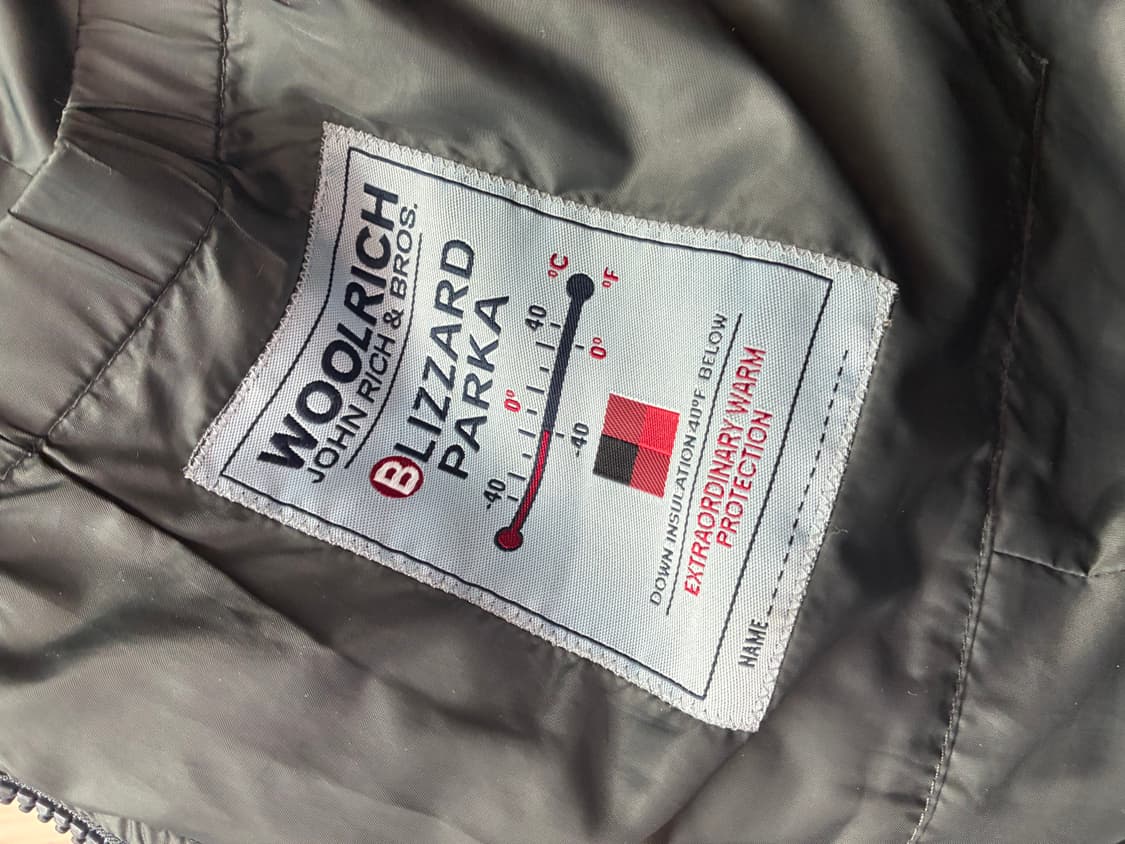 WOOLRICH
JOHN RICH & BROS.
BLIZZARD
PARKA
-40 0° 40 °C
-40 0° °F
DOWN INSULATION 40°F BELOW
EXTRAORDINARY WARM
PROTECTION
NAME